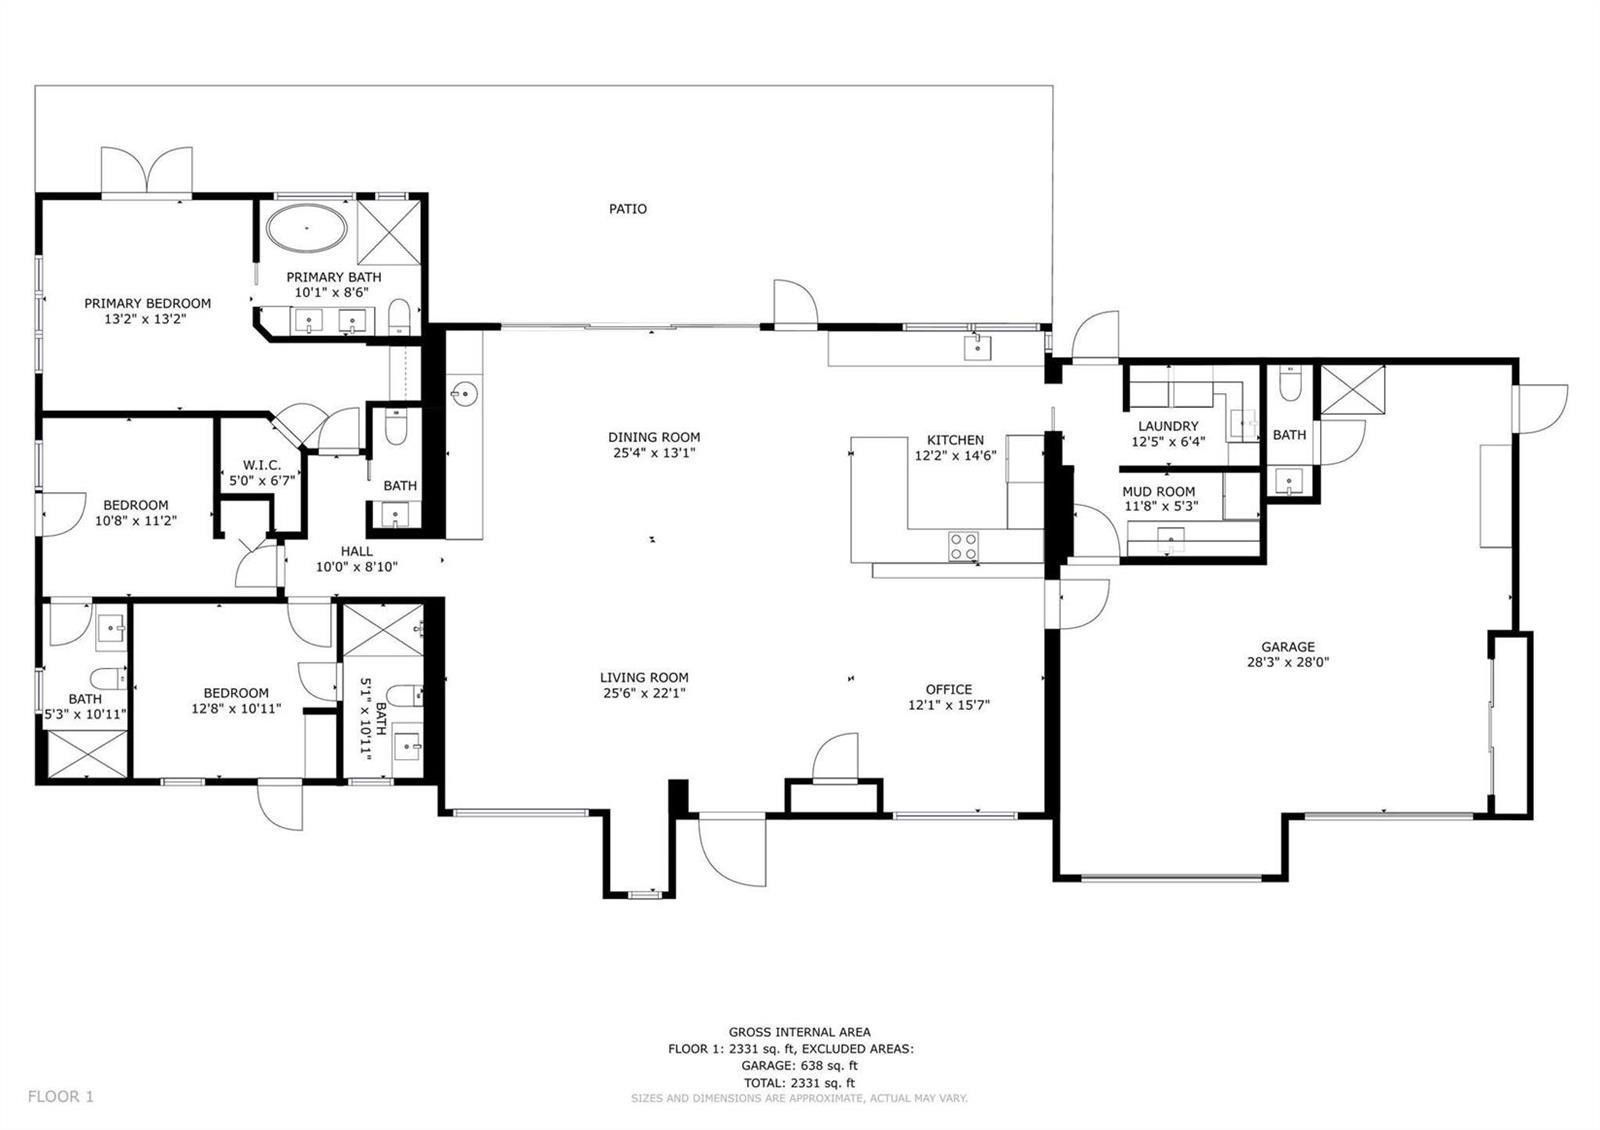 PATIO
PRIMARY BATH
10'1" x 8'6"
PRIMARY BEDROOM
13'2" x 13'2"
DINING ROOM
25'4" x 13'1"
KITCHEN
12'2" x 14'6"
LAUNDRY
12'5" x 6'4"
BATH
W.I.C.
5'0" x 6'7"
BATH
MUD ROOM
11'8" x 5'3"
BEDROOM
10'8" x 11'2"
HALL
10'0" x 8'10"
GARAGE
28'3" x 28'0"
LIVING ROOM
25'6" x 22'1"
OFFICE
12'1" x 15'7"
BATH
5'3" x 10'11"
BEDROOM
12'8" x 10'11"
BATH
5'1" x 10'11"
GROSS INTERNAL AREA
FLOOR 1: 2331 sq. ft, EXCLUDED AREAS:
GARAGE: 638 sq. ft
TOTAL: 2331 sq. ft
SIZES AND DIMENSIONS ARE APPROXIMATE, ACTUAL MAY VARY.
FLOOR 1